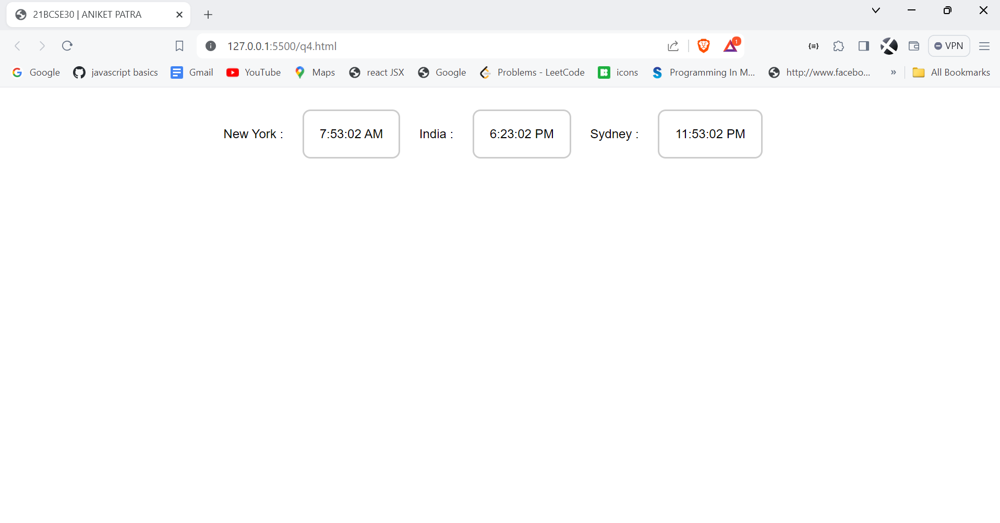 21BCSE30 | ANIKET PATRA
127.0.0.1:5500/q4.html
1
VPN
Google javascript basics Gmail YouTube Maps react JSX Google Problems - LeetCode icons Programming In M... http://www.facebo... » All Bookmarks
New York : 7:53:02 AM India : 6:23:02 PM Sydney : 11:53:02 PM